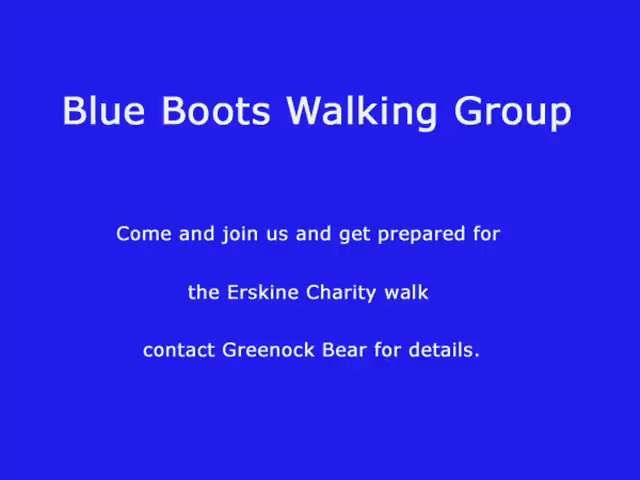 Blue Boots Walking Group
Come and join us and get prepared for
the Erskine Charity walk
contact Greenock Bear for details.